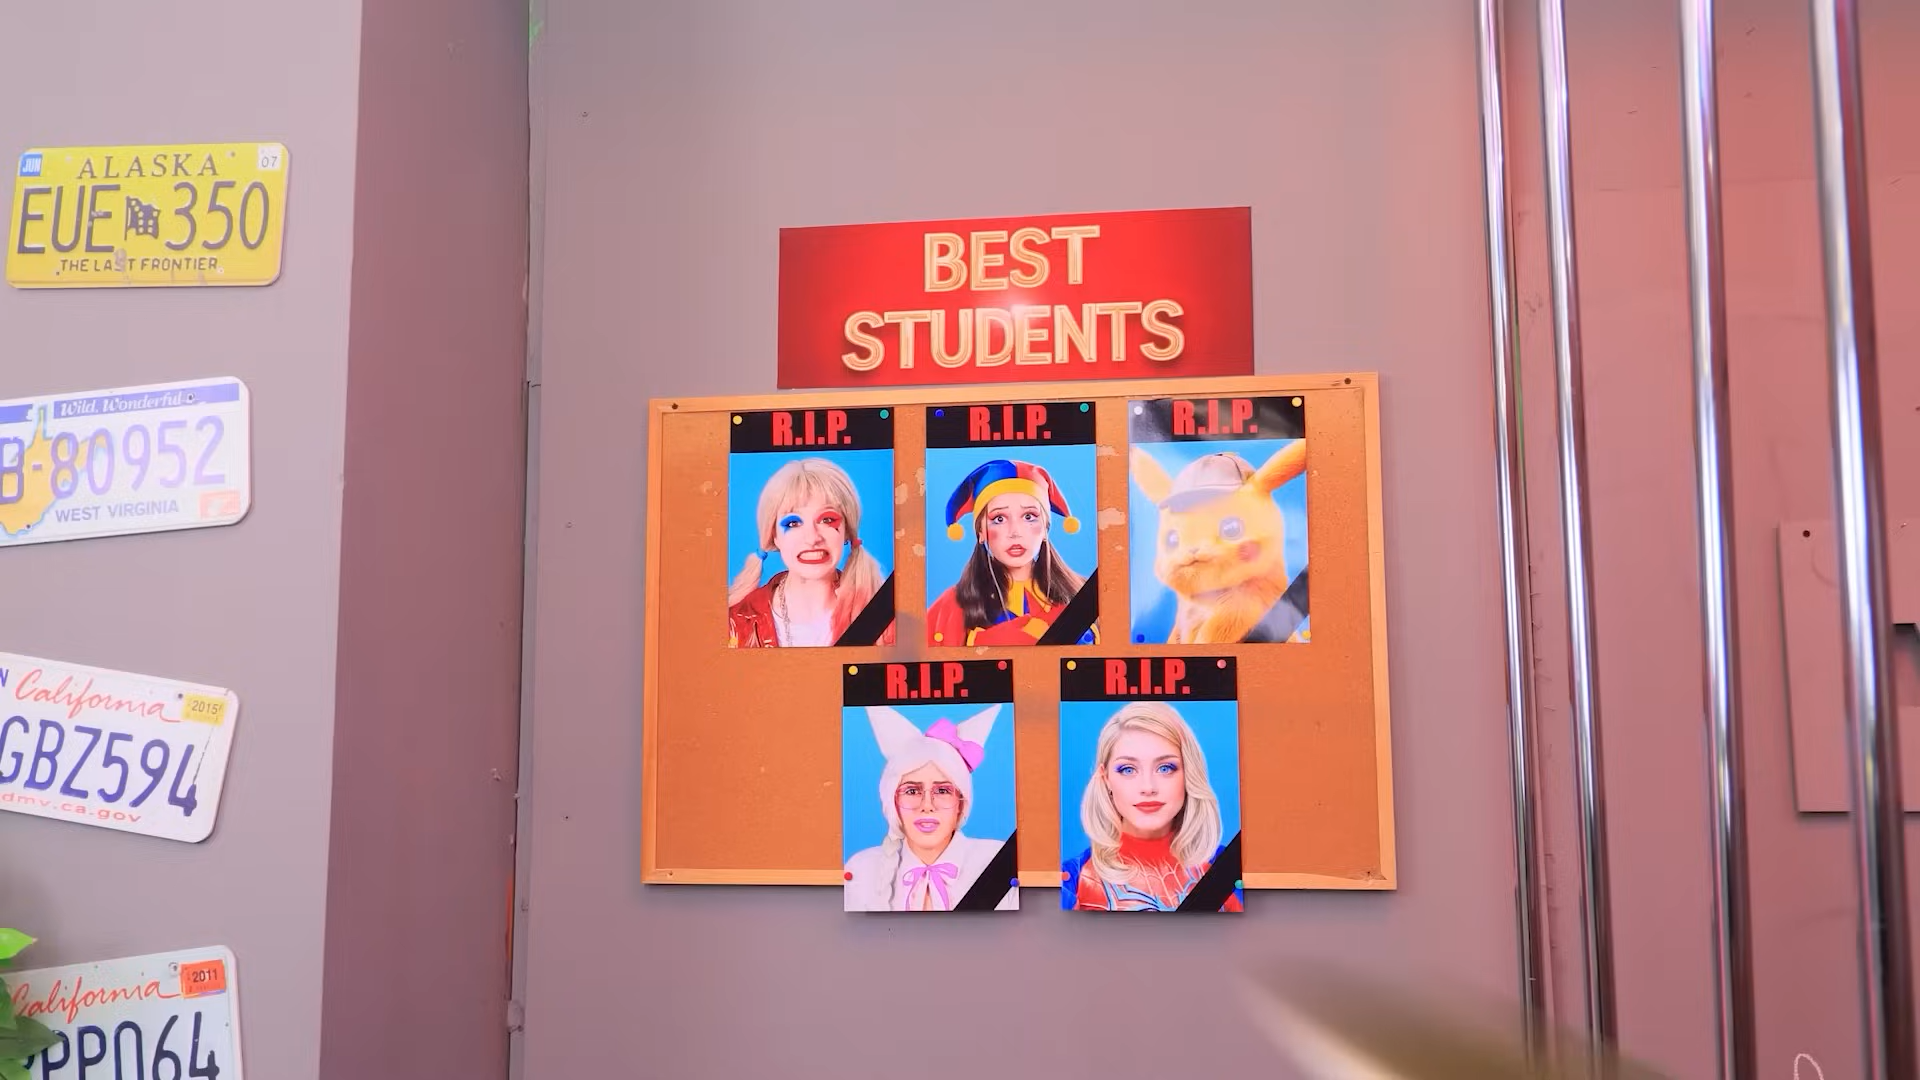 JUN
ALASKA
07
EUE 350
THE LAST FRONTIER
Wild, Wonderful
B-80952
WEST VIRGINIA
California
2015
GBZ594
dmv.ca.gov
California
2011
064
BEST
STUDENTS
R.I.P.
R.I.P.
R.I.P.
R.I.P.
R.I.P.